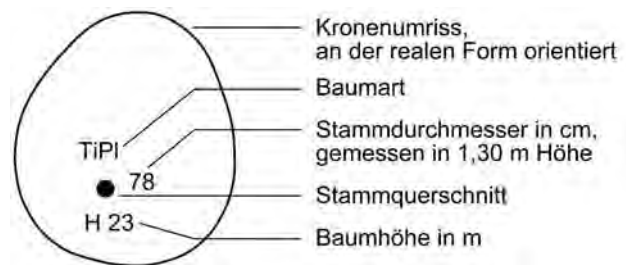 Kronenumriss,
an der realen Form orientiert
Baumart
TiPl
Stammdurchmesser in cm,
gemessen in 1,30 m Höhe
78
Stammquerschnitt
H 23
Baumhöhe in m